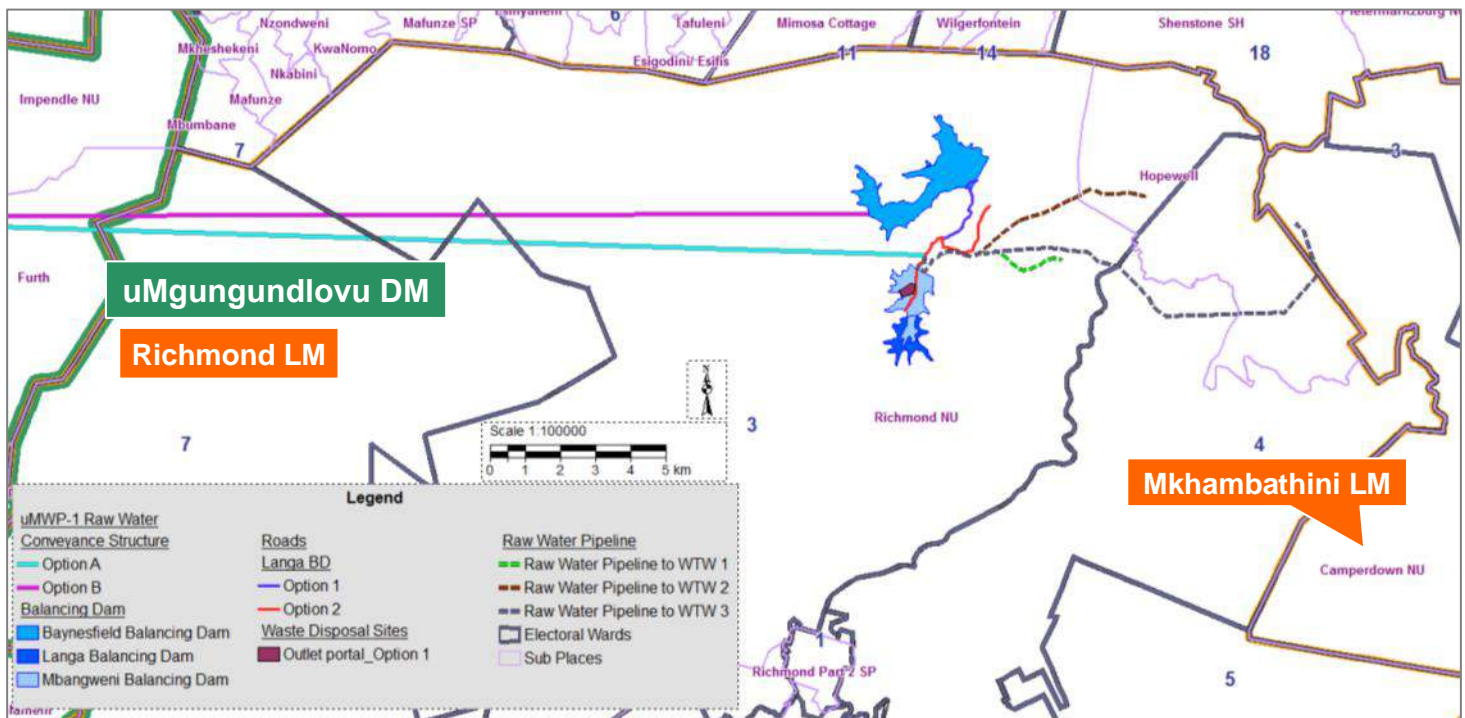 Nzondweni
Mafunze SP
6
Tafuleni
Mimosa Cottage
Wilgerfontein
Shenstone SH
Mkheshekeni
KwaNomo
Nkabini
Esigodini/ Esifis
11
14
18
Impendle NU
Mafunze
Mbumbane
7
3
Hopewell
Furth
uMgungundlovu DM
Richmond LM
Richmond NU
3
7
4
Scale 1:100000
0 1 2 3 4 5 km
N
Mkhambathini LM
Camperdown NU
Legend
uMWP-1 Raw Water
Conveyance Structure
Option A
Option B
Balancing Dam
Baynesfield Balancing Dam
Langa Balancing Dam
Mbangweni Balancing Dam
Roads
Langa BD
Option 1
Option 2
Waste Disposal Sites
Outlet portal_Option 1
Raw Water Pipeline
Raw Water Pipeline to WTW 1
Raw Water Pipeline to WTW 2
Raw Water Pipeline to WTW 3
Electoral Wards
Sub Places
1
Richmond Part 2 SP
5